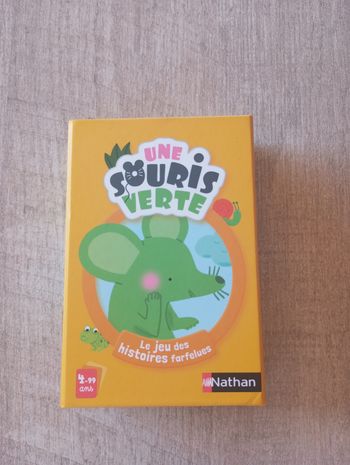 UNE
SOURIS
VERTE
Le jeu des
histoires farfelues
4-99
ans
Nathan